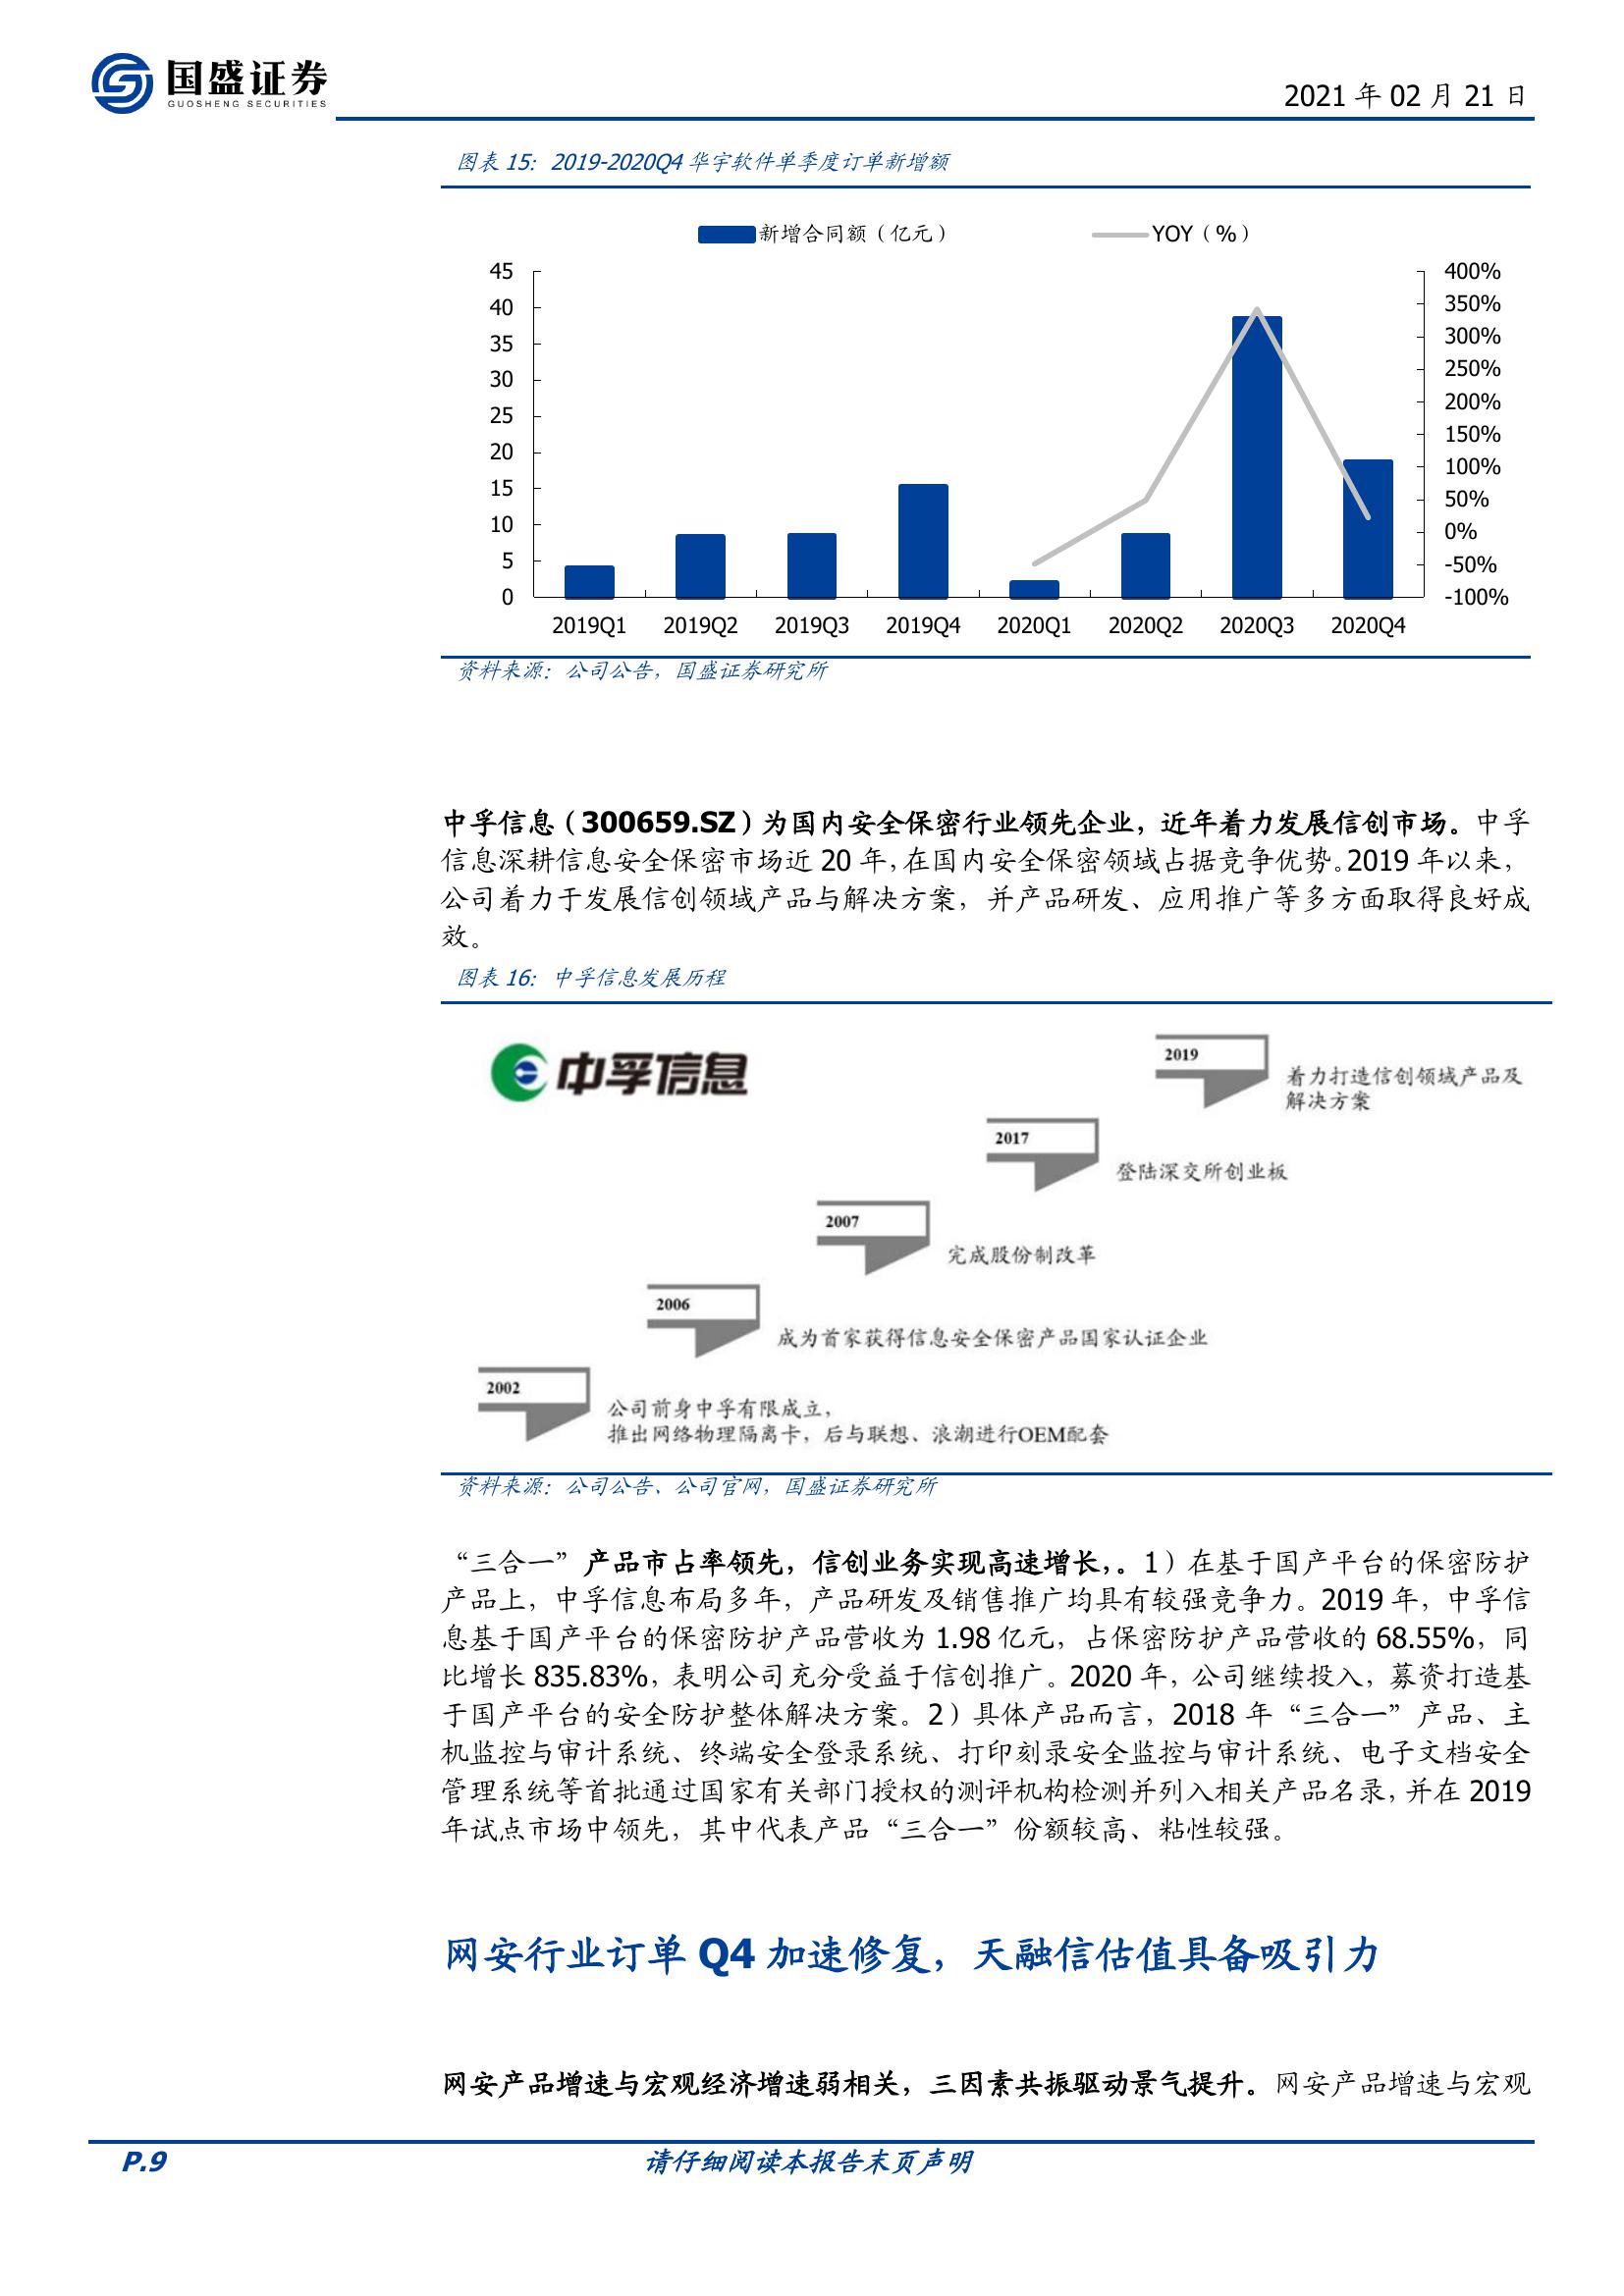 国盛证券
GUOSHENG SECURITIES
2021 年 02 月 21 日
图表 15：2019-2020Q4 华宇软件单季度订单新增额
新增合同额（亿元）
YOY（%）
45
40
35
30
25
20
15
10
5
0
400%
350%
300%
250%
200%
150%
100%
50%
0%
-50%
-100%
2019Q1 2019Q2 2019Q3 2019Q4 2020Q1 2020Q2 2020Q3 2020Q4
资料来源：公司公告，国盛证券研究所
中孚信息（300659.SZ）为国内安全保密行业领先企业，近年着力发展信创市场。中孚
信息深耕信息安全保密市场近 20 年，在国内安全保密领域占据竞争优势。2019 年以来，
公司着力于发展信创领域产品与解决方案，并产品研发、应用推广等多方面取得良好成
效。
图表 16：中孚信息发展历程
中孚信息
2019
着力打造信创领域产品及
解决方案
2017
登陆深交所创业板
2007
完成股份制改革
2006
成为首家获得信息安全保密产品国家认证企业
2002
公司前身中孚有限成立，
推出网络物理隔离卡，后与联想、浪潮进行OEM配套
资料来源：公司公告、公司官网，国盛证券研究所
“三合一”产品市占率领先，信创业务实现高速增长，。1）在基于国产平台的保密防护
产品上，中孚信息布局多年，产品研发及销售推广均具有较强竞争力。2019 年，中孚信
息基于国产平台的保密防护产品营收为 1.98 亿元，占保密防护产品营收的 68.55%，同
比增长 835.83%，表明公司充分受益于信创推广。2020 年，公司继续投入，募资打造基
于国产平台的安全防护整体解决方案。2）具体产品而言，2018 年“三合一”产品、主
机监控与审计系统、终端安全登录系统、打印刻录安全监控与审计系统、电子文档安全
管理系统等首批通过国家有关部门授权的测评机构检测并列入相关产品名录，并在 2019
年试点市场中领先，其中代表产品“三合一”份额较高、粘性较强。
网安行业订单 Q4 加速修复，天融信估值具备吸引力
网安产品增速与宏观经济增速弱相关，三因素共振驱动景气提升。网安产品增速与宏观
P.9
请仔细阅读本报告末页声明